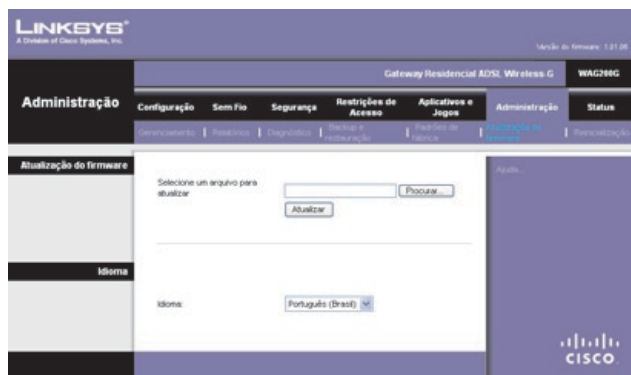 LINKSYS®
A Division of Cisco Systems, Inc.
Versão do firmware: 1.01.06
Gateway Residencial ADSL Wireless-G
WAG200G
Administração
Configuração
Sem Fio
Segurança
Restrições de Acesso
Aplicativos e Jogos
Administração
Status
Gerenciamento
Relatórios
Diagnóstico
Backup e restauração
Padrões de fábrica
Atualização do firmware
Reinicialização
Atualização do firmware
Selecione um arquivo para
atualizar
Procurar...
Atualizar
Ajuda...
Idioma
Idioma:
Português (Brasil)
CISCO